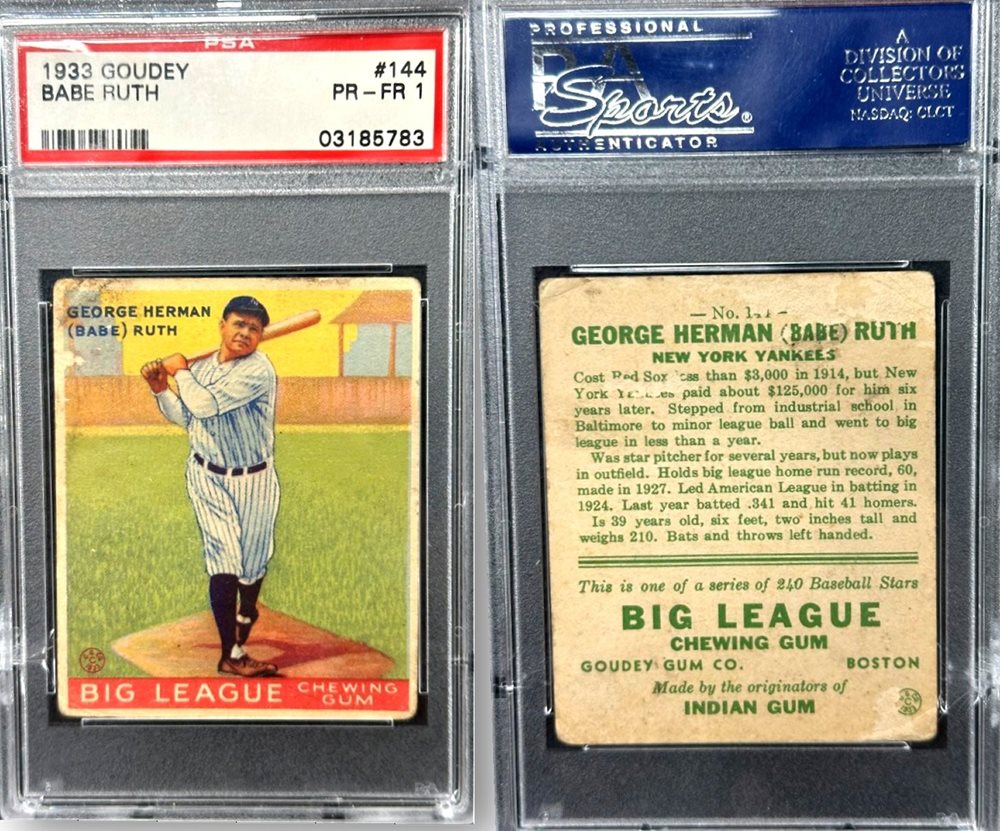 PSA
1933 GOUDEY #144
BABE RUTH PR-FR 1
03185783
GEORGE HERMAN
(BABE) RUTH
BIG LEAGUE CHEWING GUM
PROFESSIONAL
PSA
Sports®
AUTHENTICATOR
A
DIVISION OF
COLLECTORS
UNIVERSE
NASDAQ: CLCT
— No.
GEORGE HERMAN (BABE) RUTH
NEW YORK YANKEES
Cost Red Sox less than $3,000 in 1914, but New
York paid about $125,000 for him six
years later. Stepped from industrial school in
Baltimore to minor league ball and went to big
league in less than a year.
Was star pitcher for several years, but now plays
in outfield. Holds big league home run record, 60,
made in 1927. Led American League in batting in
1924. Last year batted .341 and hit 41 homers.
Is 39 years old, six feet, two inches tall and
weighs 210. Bats and throws left handed.
This is one of a series of 240 Baseball Stars
BIG LEAGUE
CHEWING GUM
GOUDEY GUM CO. BOSTON
Made by the originators of
INDIAN GUM